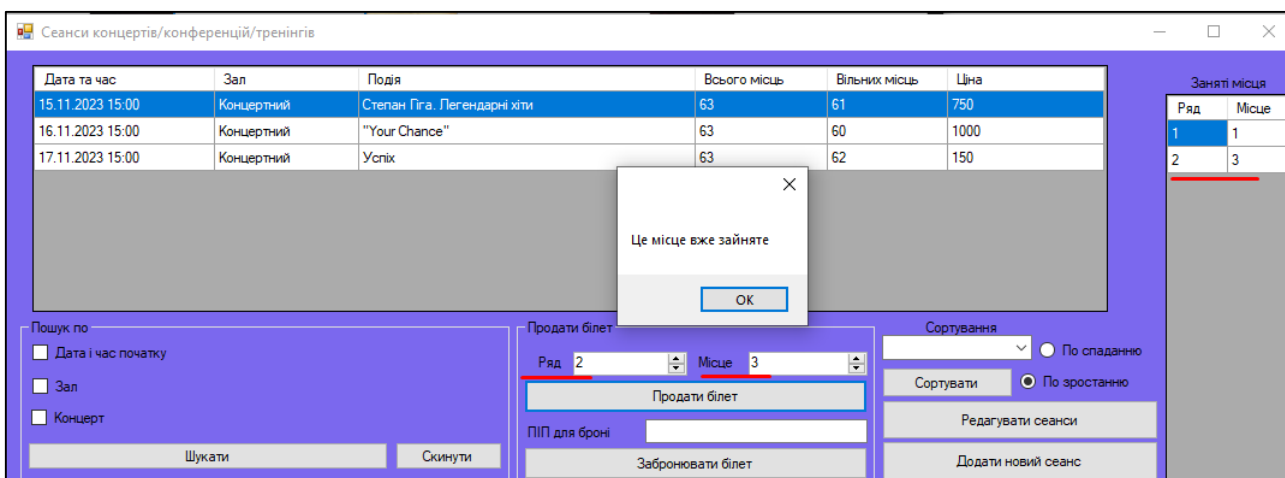 Сеанси концертів/конференцій/тренінгів
Дата та час Зал Подія Всього місць Вільних місць Ціна
15.11.2023 15:00 Концертний Степан Гіга. Легендарні хіти 63 61 750
16.11.2023 15:00 Концертний "Your Chance" 63 60 1000
17.11.2023 15:00 Концертний Успіх 63 62 150
Заняті місця
Ряд Місце
1 1
2 3
Це місце вже зайняте
OK
Пошук по
Дата і час початку
Зал
Концерт
Шукати Скинути
Продати білет
Ряд 2 Місце 3
Продати білет
ПІП для броні
Забронювати білет
Сортування
По спаданню
Сортувати По зростанню
Редагувати сеанси
Додати новий сеанс